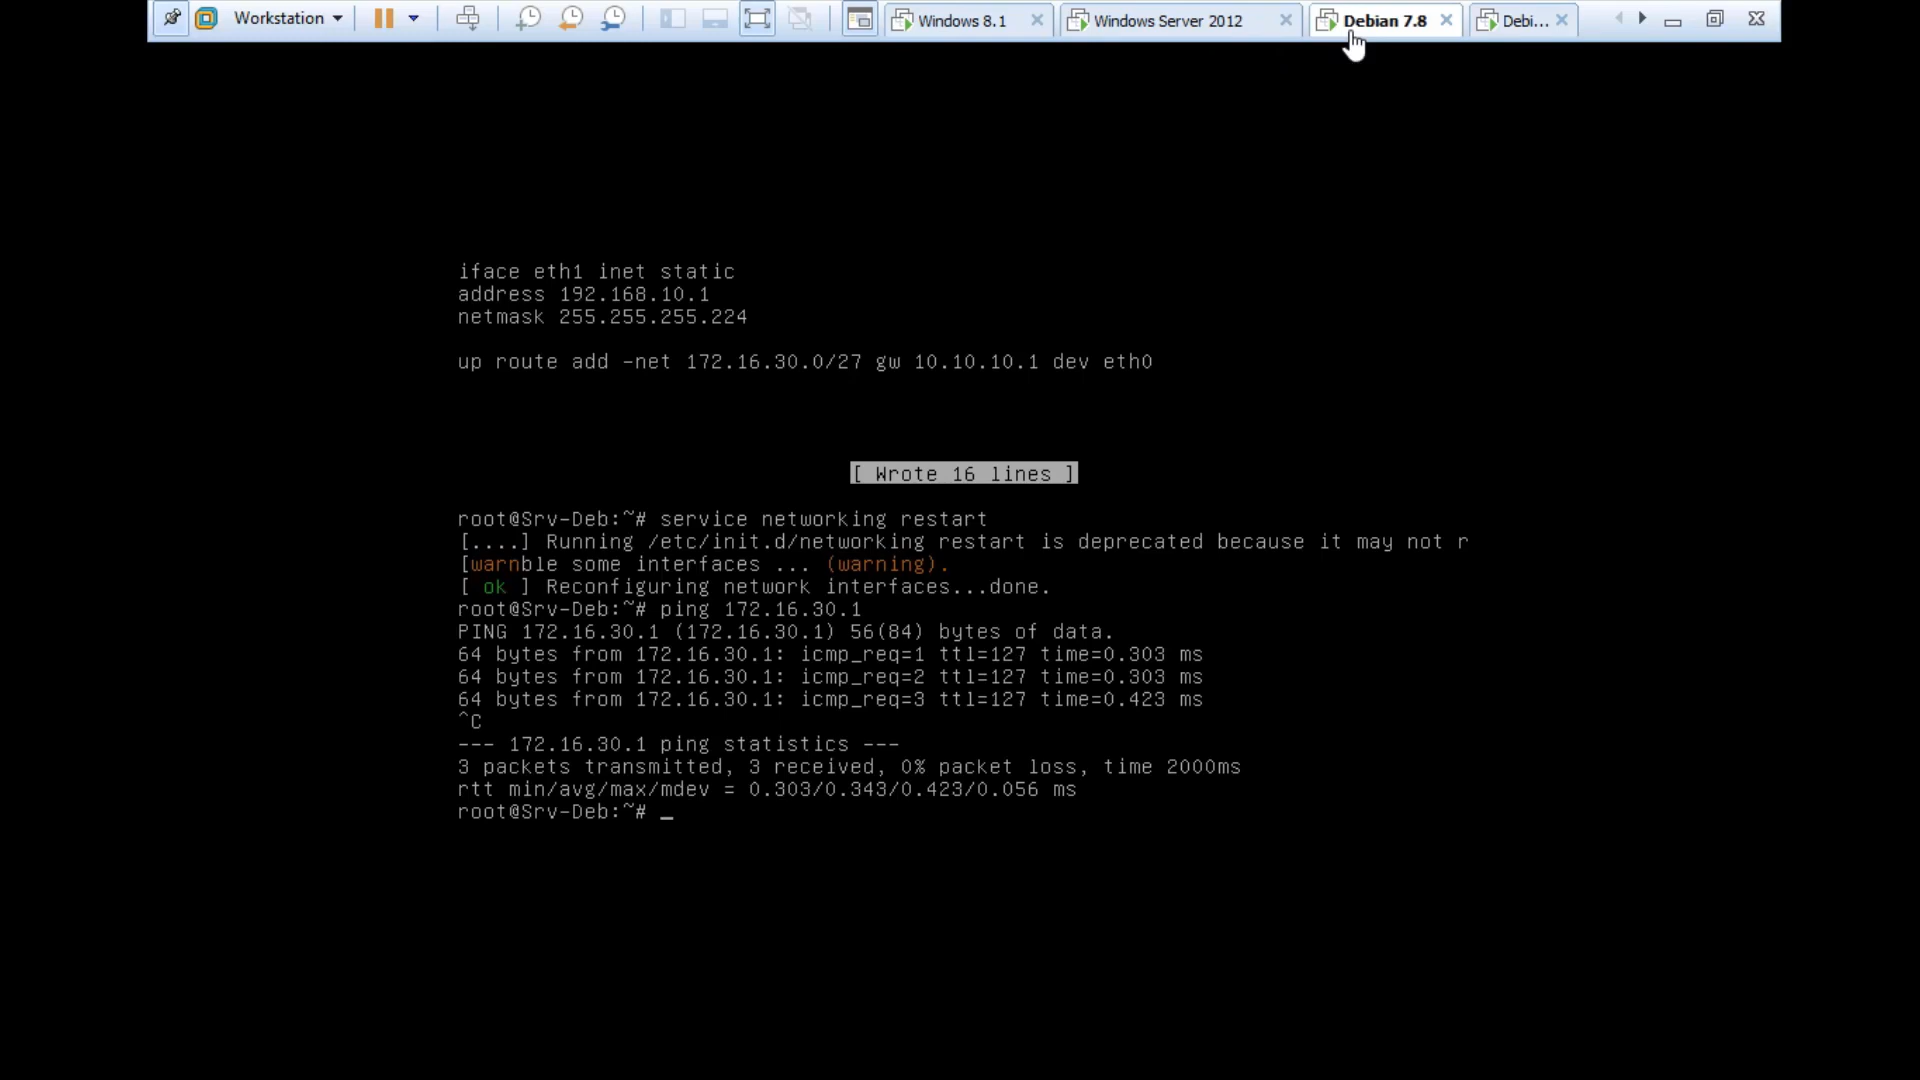 Workstation
Windows 8.1
Windows Server 2012
Debian 7.8
Debi...
iface eth1 inet static
address 192.168.10.1
netmask 255.255.255.224
up route add -net 172.16.30.0/27 gw 10.10.10.1 dev eth0
[ Wrote 16 lines ]
root@Srv-Deb:~# service networking restart
[....] Running /etc/init.d/networking restart is deprecated because it may not r
[warnble some interfaces ... (warning).
[ ok ] Reconfiguring network interfaces...done.
root@Srv-Deb:~# ping 172.16.30.1
PING 172.16.30.1 (172.16.30.1) 56(84) bytes of data.
64 bytes from 172.16.30.1: icmp_req=1 ttl=127 time=0.303 ms
64 bytes from 172.16.30.1: icmp_req=2 ttl=127 time=0.303 ms
64 bytes from 172.16.30.1: icmp_req=3 ttl=127 time=0.423 ms
^C
--- 172.16.30.1 ping statistics ---
3 packets transmitted, 3 received, 0% packet loss, time 2000ms
rtt min/avg/max/mdev = 0.303/0.343/0.423/0.056 ms
root@Srv-Deb:~# _